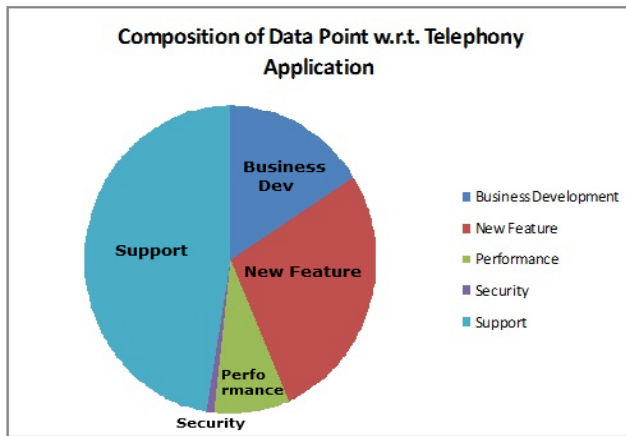 Composition of Data Point w.r.t. Telephony
Application
Business
Dev
Support
New Feature
Perfo
rmance
Security
Business Development
New Feature
Performance
Security
Support